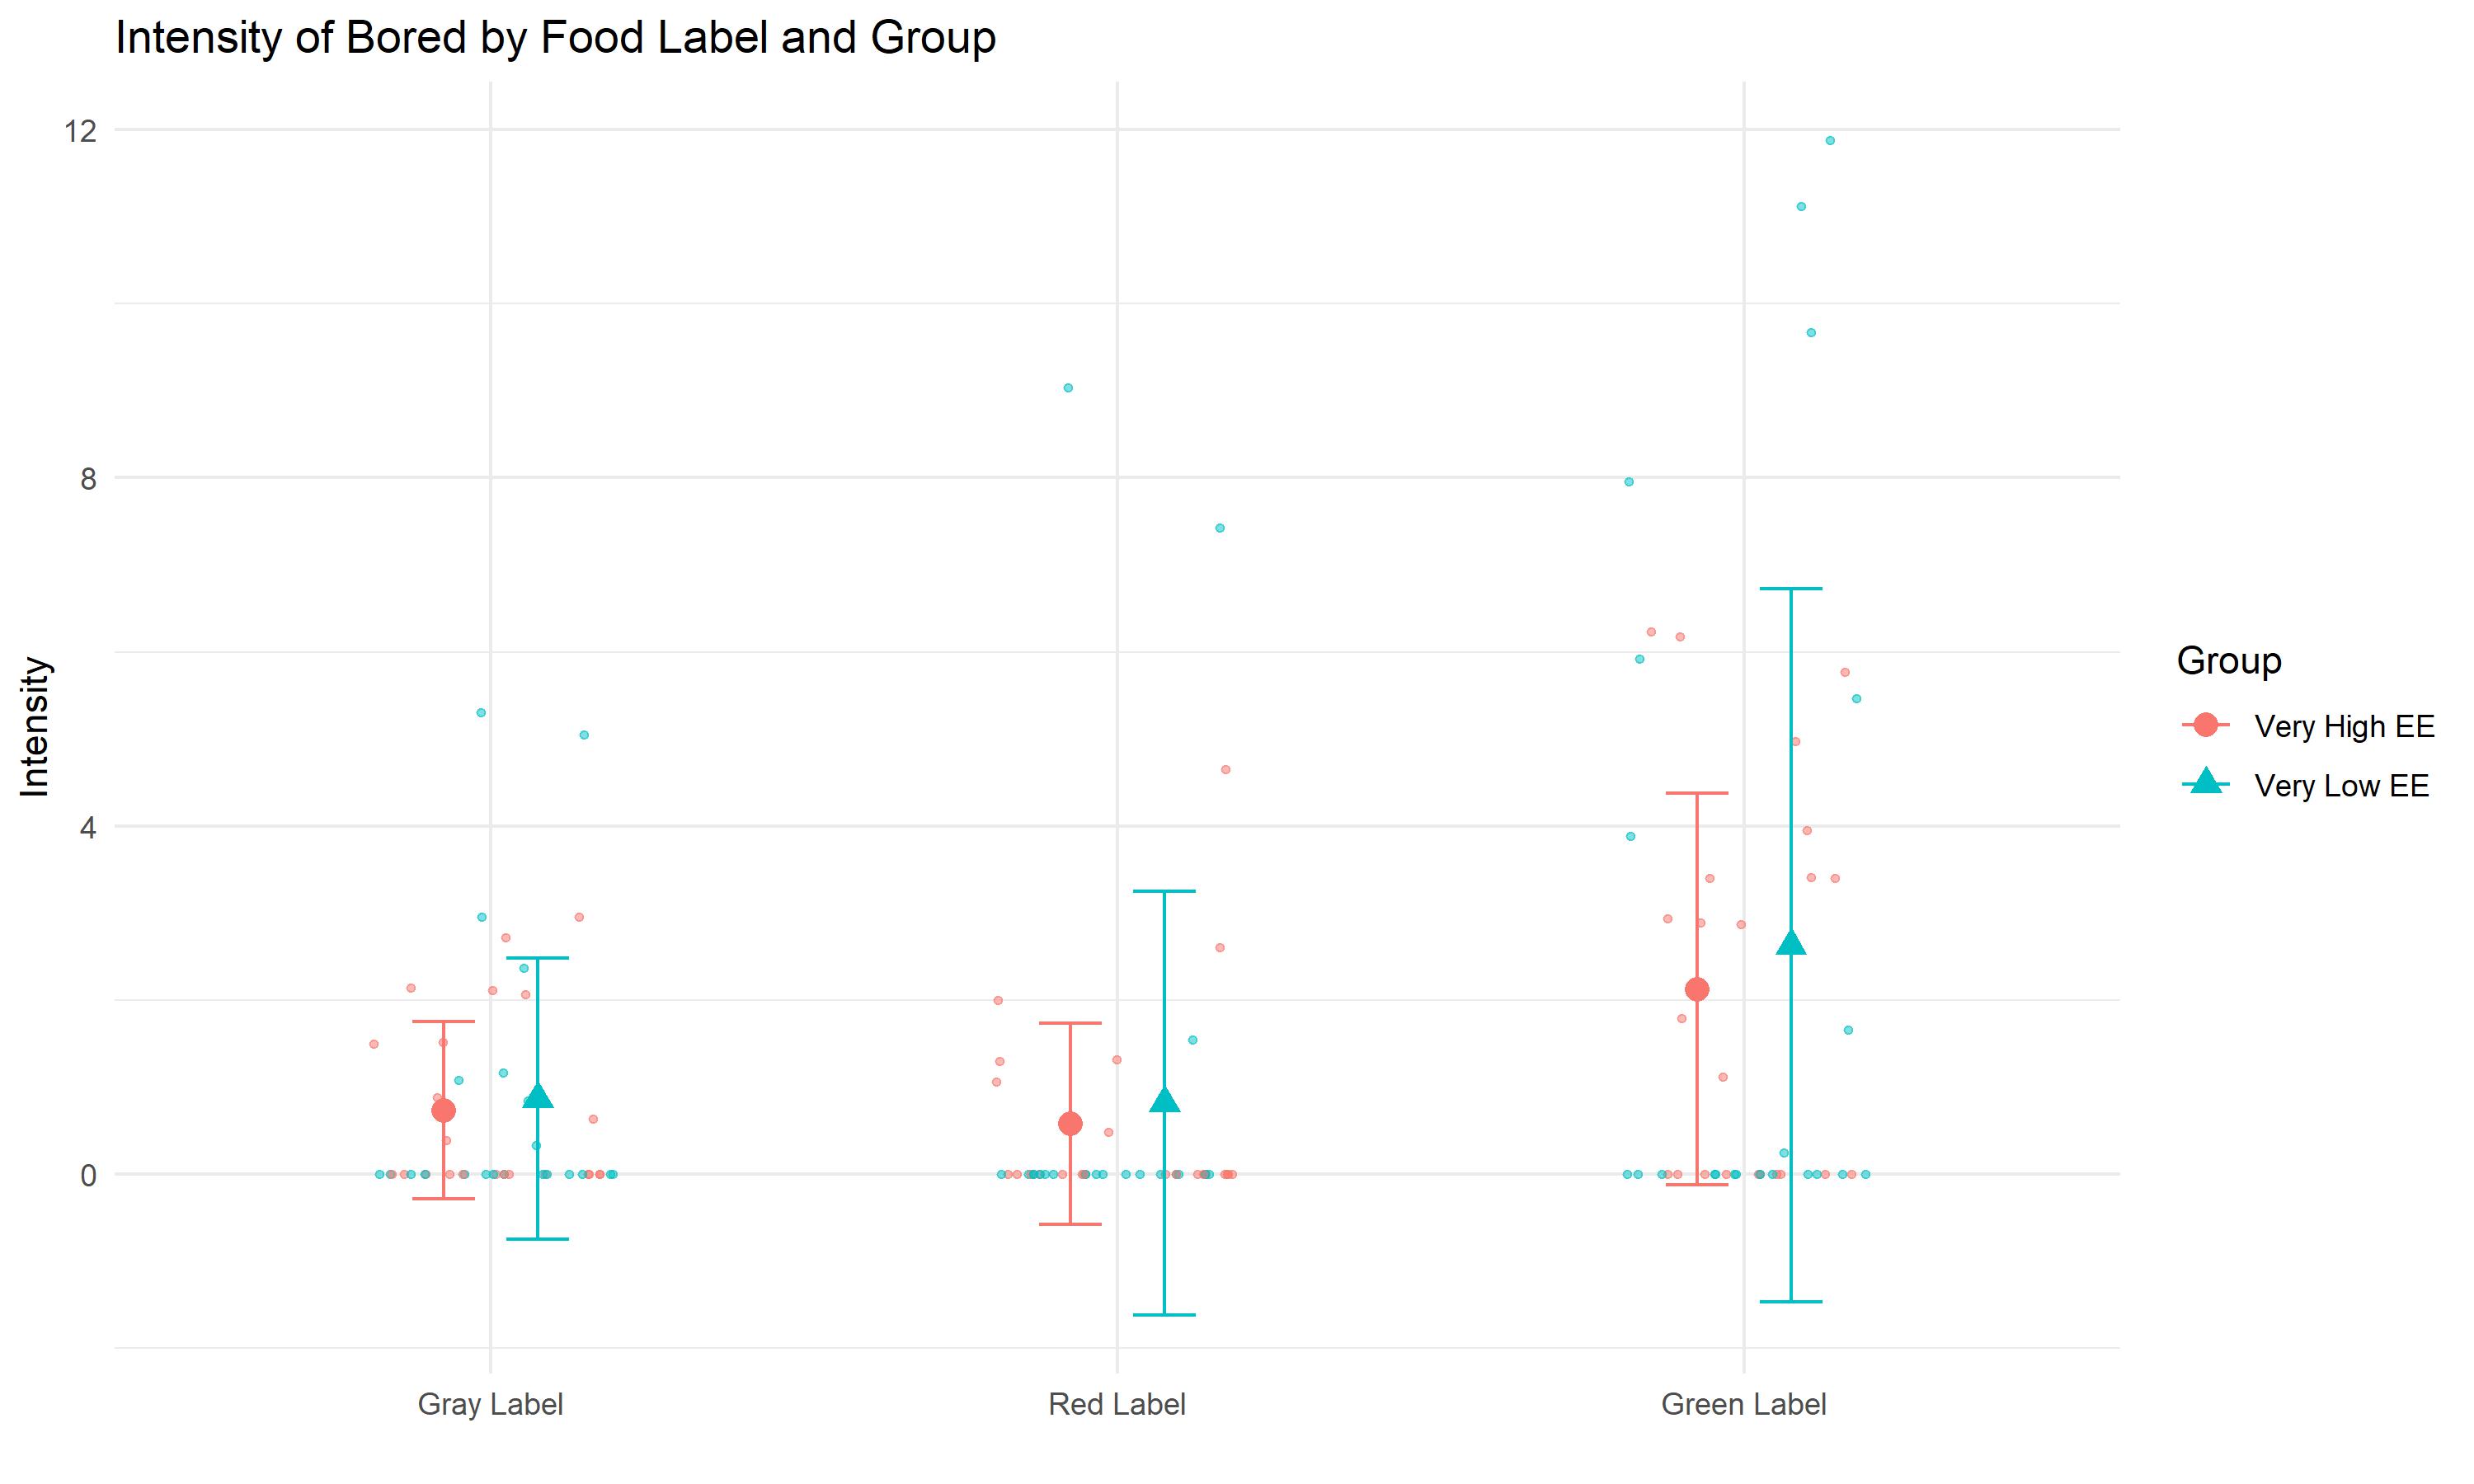 Intensity of Bored by Food Label and Group
12
8
4
0
Intensity
Gray Label
Red Label
Green Label
Group
Very High EE
Very Low EE